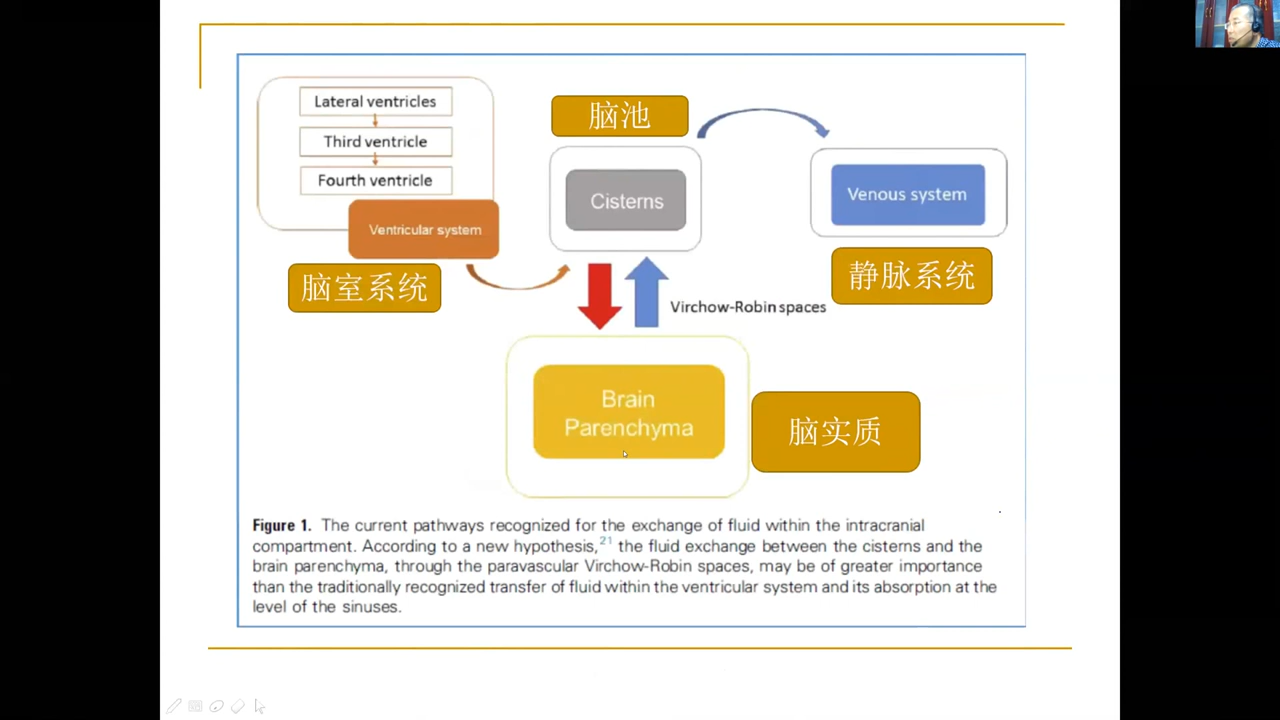 Lateral ventricles
Third ventricle
Fourth ventricle
Ventricular system
脑室系统
脑池
Cisterns
Venous system
静脉系统
Virchow-Robin spaces
Brain
Parenchyma
脑实质
Figure 1. The current pathways recognized for the exchange of fluid within the intracranial
compartment. According to a new hypothesis,21 the fluid exchange between the cisterns and the
brain parenchyma, through the paravascular Virchow-Robin spaces, may be of greater importance
than the traditionally recognized transfer of fluid within the ventricular system and its absorption at the
level of the sinuses.